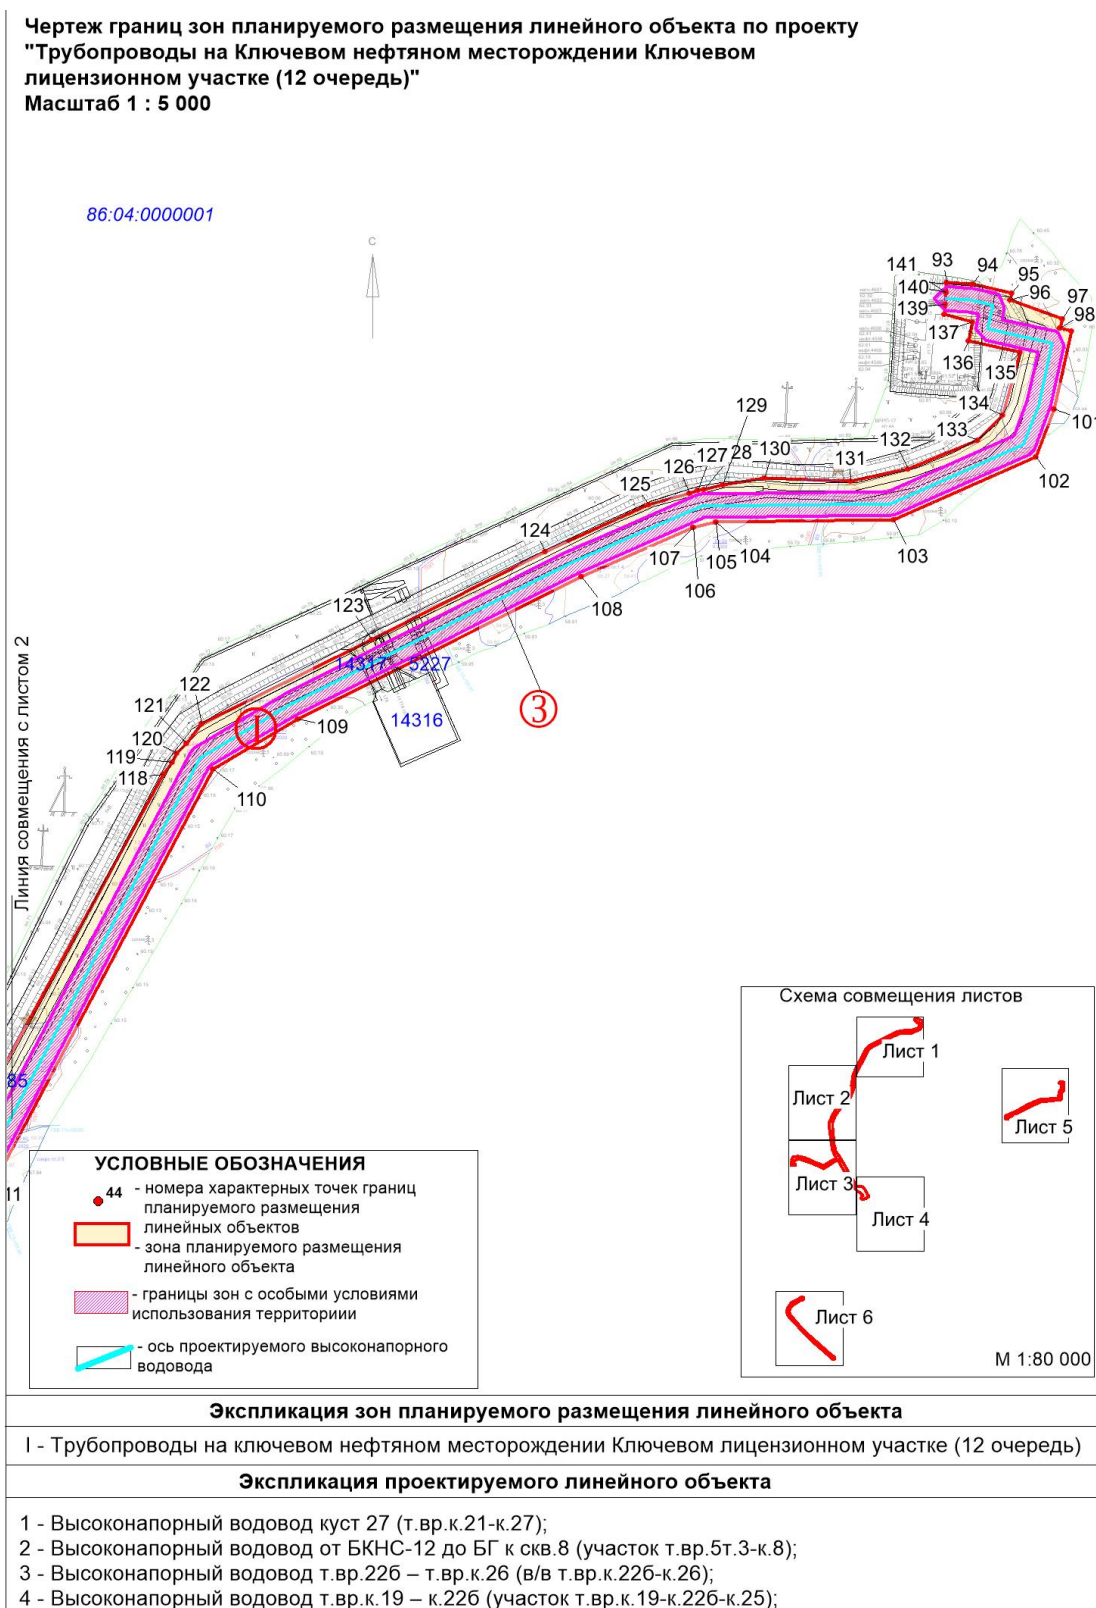 Чертеж границ зон планируемого размещения линейного объекта по проекту
"Трубопроводы на Ключевом нефтяном месторождении Ключевом
лицензионном участке (12 очередь)"
Масштаб 1 : 5 000
86:04:0000001
С
141
93
94
95
96
97
98
140
139
137
136
135
134
101
102
133
132
131
130
129
28
127
126
125
124
103
104
105
106
107
108
123
14317
5227
14316
3
I
109
110
122
121
120
119
118
Линия совмещения с листом 2
85
11
УСЛОВНЫЕ ОБОЗНАЧЕНИЯ
44 - номера характерных точек границ
планируемого размещения
линейных объектов
- зона планируемого размещения
линейного объекта
- границы зон с особыми условиями
использования территориии
- ось проектируемого высоконапорного
водовода
Схема совмещения листов
Лист 1
Лист 2
Лист 3
Лист 4
Лист 5
Лист 6
М 1:80 000
Экспликация зон планируемого размещения линейного объекта
I - Трубопроводы на ключевом нефтяном месторождении Ключевом лицензионном участке (12 очередь)
Экспликация проектируемого линейного объекта
1 - Высоконапорный водовод куст 27 (т.вр.к.21-к.27);
2 - Высоконапорный водовод от БКНС-12 до БГ к скв.8 (участок т.вр.5т.3-к.8);
3 - Высоконапорный водовод т.вр.22б – т.вр.к.26 (в/в т.вр.к.22б-к.26);
4 - Высоконапорный водовод т.вр.к.19 – к.22б (участок т.вр.к.19-к.22б-к.25);